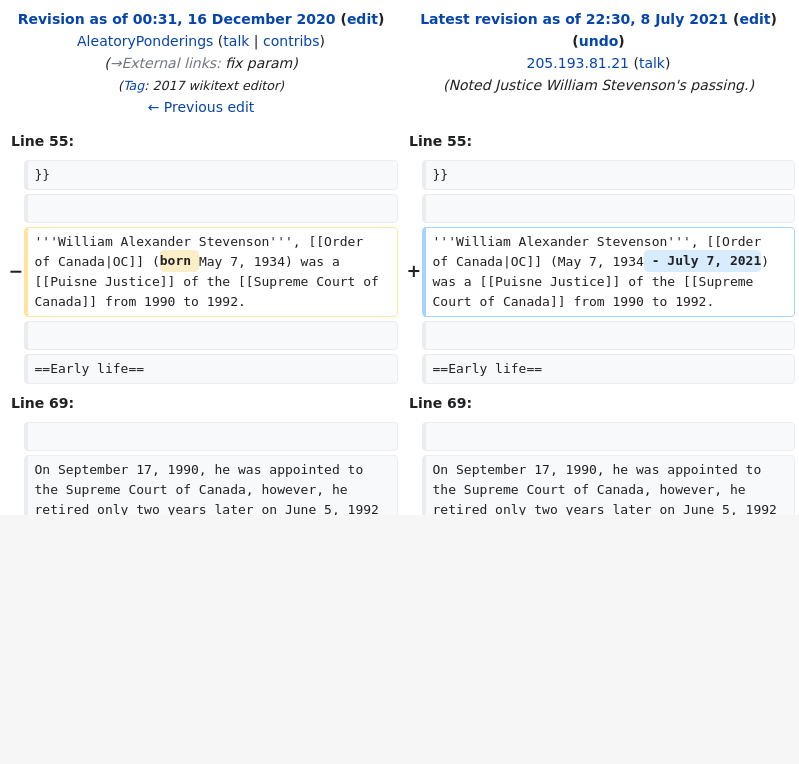 Revision as of 00:31, 16 December 2020 (edit)
AleatoryPonderings (talk | contribs)
(→External links: fix param)
(Tag: 2017 wikitext editor)
← Previous edit
Latest revision as of 22:30, 8 July 2021 (edit)
(undo)
205.193.81.21 (talk)
(Noted Justice William Stevenson's passing.)
Line 55:
}}
− '''William Alexander Stevenson''', [[Order
of Canada|OC]] (born May 7, 1934) was a
[[Puisne Justice]] of the [[Supreme Court of
Canada]] from 1990 to 1992.
==Early life==
Line 69:
On September 17, 1990, he was appointed to
the Supreme Court of Canada, however, he
retired only two years later on June 5, 1992
Line 55:
}}
+ '''William Alexander Stevenson''', [[Order
of Canada|OC]] (May 7, 1934 - July 7, 2021)
was a [[Puisne Justice]] of the [[Supreme
Court of Canada]] from 1990 to 1992.
==Early life==
Line 69:
On September 17, 1990, he was appointed to
the Supreme Court of Canada, however, he
retired only two years later on June 5, 1992